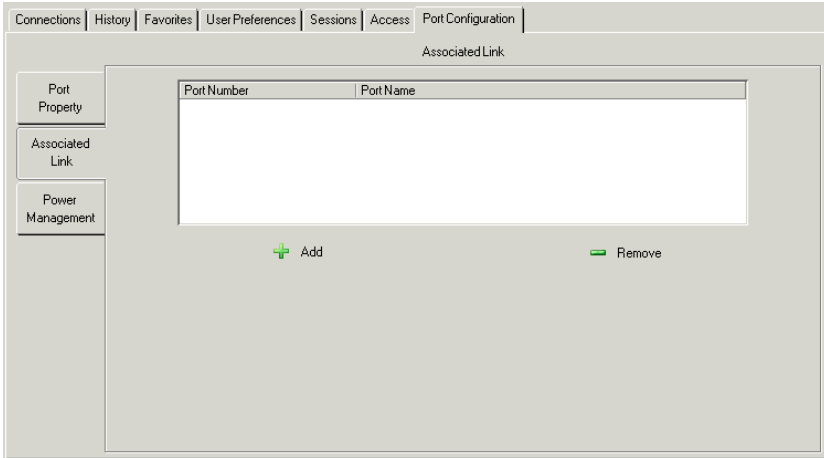 Connections History Favorites User Preferences Sessions Access Port Configuration
Associated Link
Port Number Port Name
Port
Property
Associated
Link
Power
Management
Add Remove